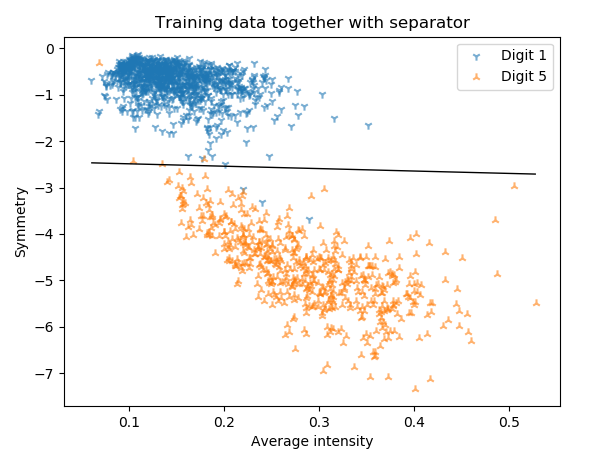 Training data together with separator
Digit 1
Digit 5
0
−1
−2
−3
−4
−5
−6
−7
Symmetry
0.1 0.2 0.3 0.4 0.5
Average intensity